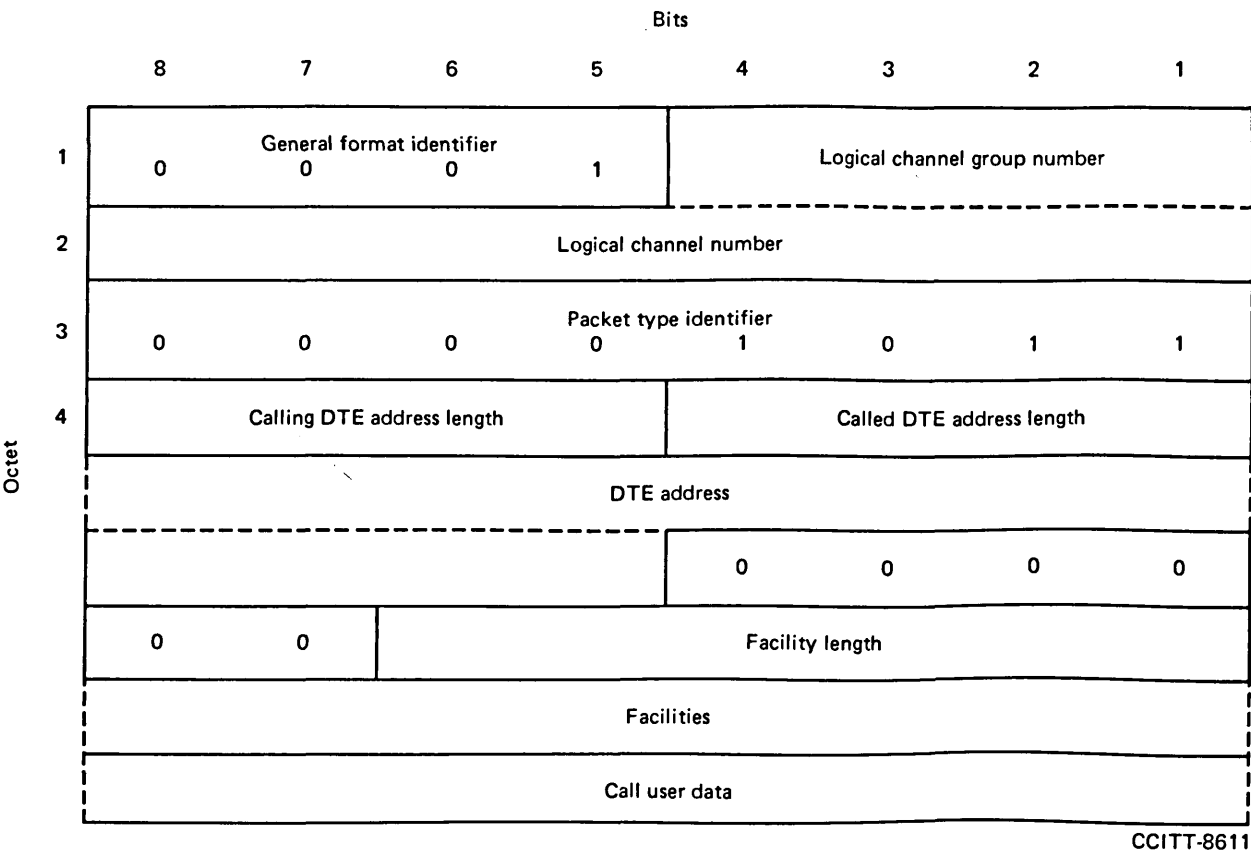 Bits
8 7 6 5 4 3 2 1
1
General format identifier
0 0 0 1
Logical channel group number
2
Logical channel number
3
Packet type identifier
0 0 0 0 1 0 1 1
4
Calling DTE address length
Called DTE address length
Octet
DTE address
0 0 0 0
0 0
Facility length
Facilities
Call user data
CCITT-8611